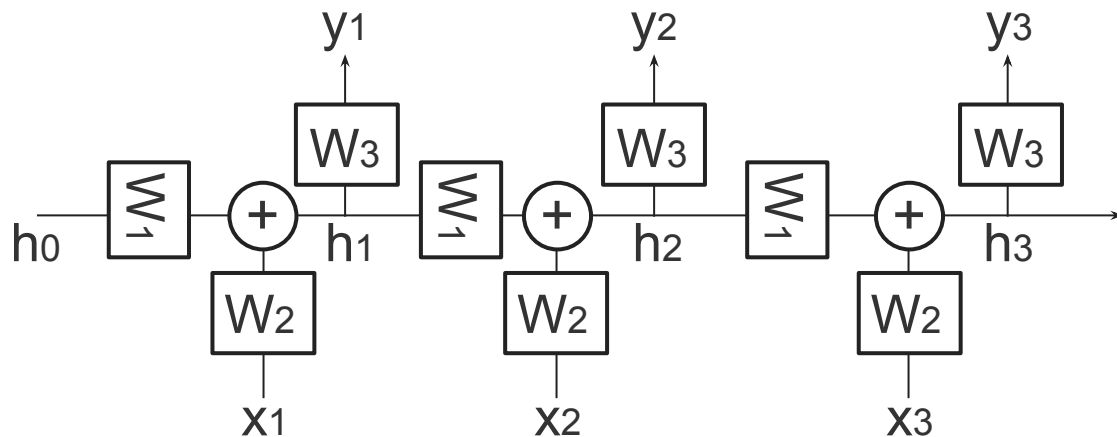 y1 y2 y3
W3 W3 W3
W1 + W1 + W1 +
h0 h1 h2 h3
W2 W2 W2
x1 x2 x3